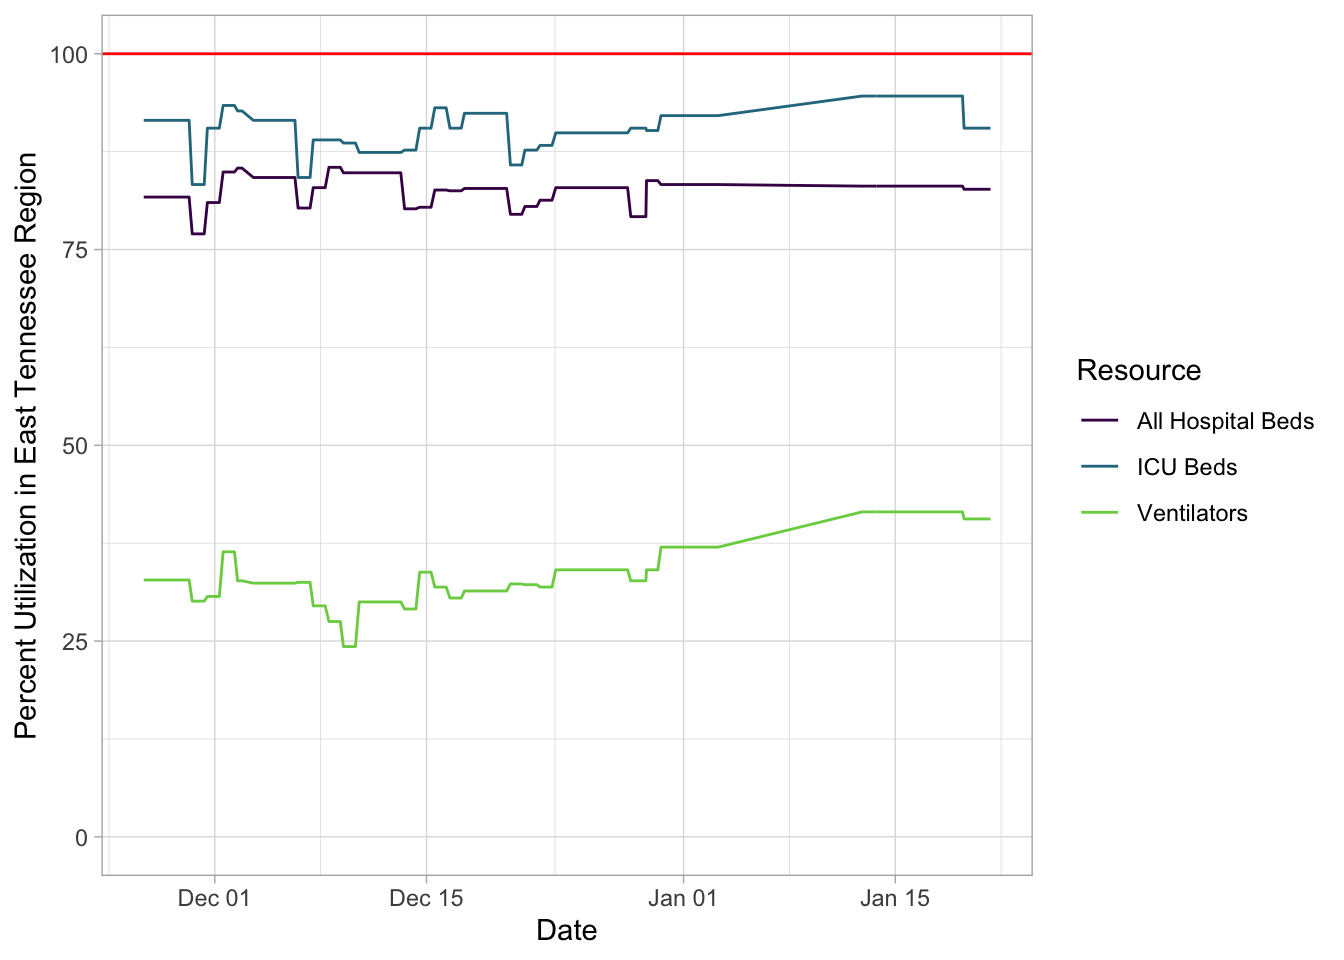 Percent Utilization in East Tennessee Region
100
75
50
25
0
Dec 01
Dec 15
Jan 01
Jan 15
Date
Resource
All Hospital Beds
ICU Beds
Ventilators